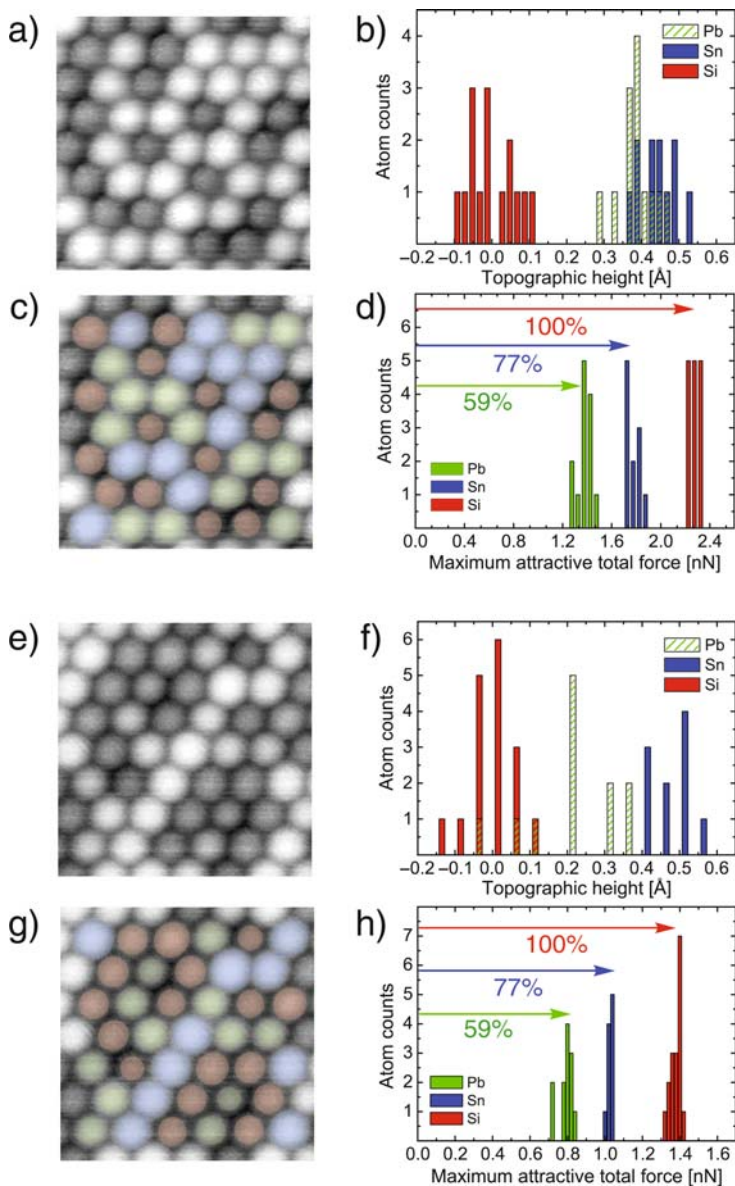 a)
b)
Atom counts
4
3
2
1
Pb
Sn
Si
−0.2 −0.1 0.0 0.1 0.2 0.3 0.4 0.5 0.6
Topographic height [Å]
c)
d)
Atom counts
6
5
4
3
2
1
100%
77%
59%
Pb
Sn
Si
0.0 0.4 0.8 1.2 1.6 2.0 2.4
Maximum attractive total force [nN]
e)
f)
Atom counts
6
5
4
3
2
1
Pb
Sn
Si
−0.2 −0.1 0.0 0.1 0.2 0.3 0.4 0.5 0.6
Topographic height [Å]
g)
h)
Atom counts
7
6
5
4
3
2
1
100%
77%
59%
Pb
Sn
Si
0.0 0.2 0.4 0.6 0.8 1.0 1.2 1.4 1.6
Maximum attractive total force [nN]